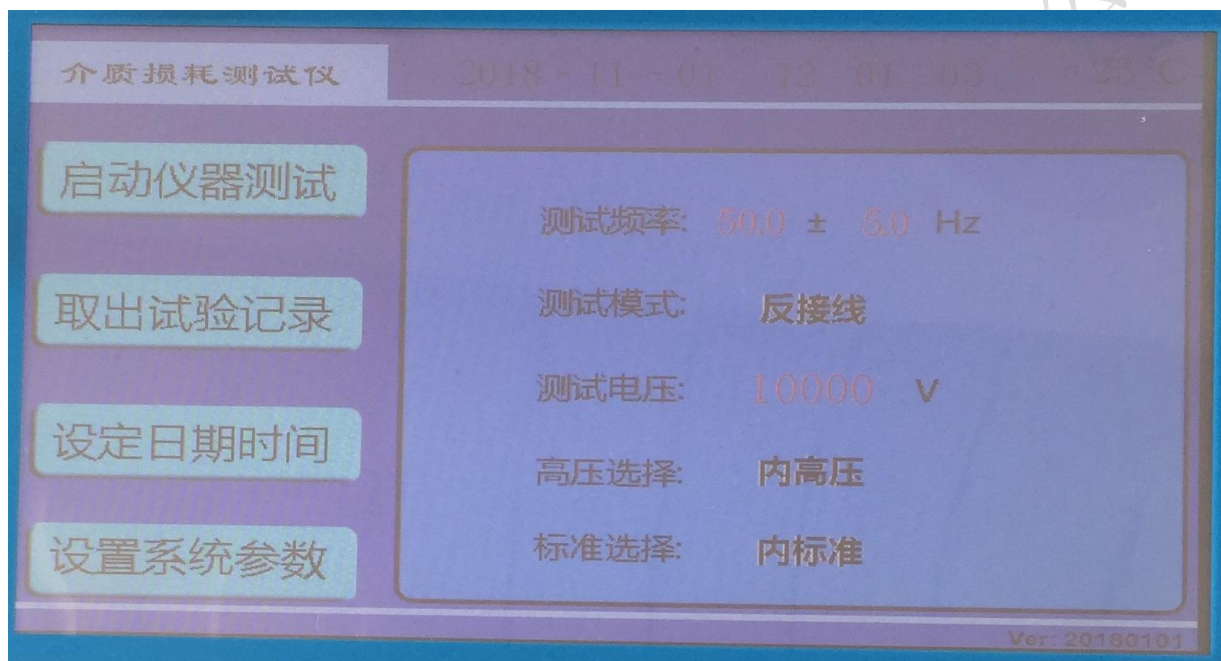 介质损耗测试仪 2018 - 11 - 01 12 01 23 ℃
启动仪器测试
取出试验记录
设定日期时间
设置系统参数
测试频率: 50.0 ± 5.0 Hz
测试模式: 反接线
测试电压: 10000 V
高压选择: 内高压
标准选择: 内标准
Ver: 20180101